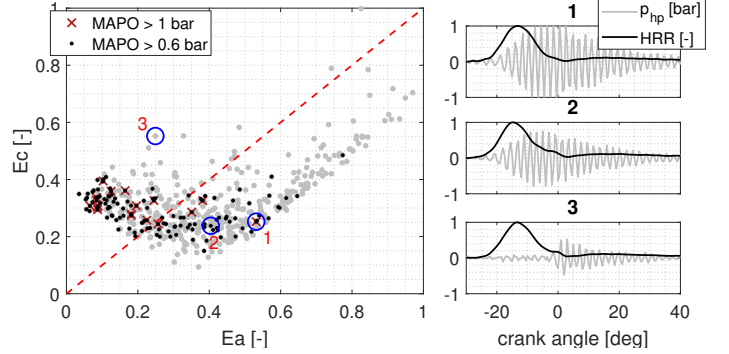 MAPO > 1 bar
MAPO > 0.6 bar
1
0.8
0.6
0.4
0.2
0
Ec [-]
0 0.2 0.4 0.6 0.8 1
Ea [-]
3
2
1
p_hp [bar]
HRR [-]
1
1
0
-1
2
1
0
-1
3
1
0
-1
-20 0 20 40
crank angle [deg]